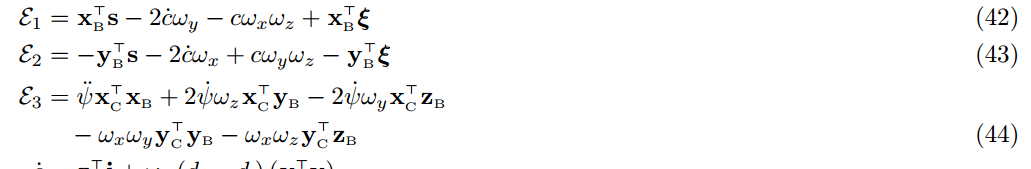 ℰ₁ = x_B^⊤ s − 2ċω_y − cω_xω_z + x_B^⊤ ξ (42)
ℰ₂ = −y_B^⊤ s − 2ċω_x + cω_yω_z − y_B^⊤ ξ (43)
ℰ₃ = ψ̈ x_C^⊤ x_B + 2ψ̇ω_z x_C^⊤ y_B − 2ψ̇ω_y x_C^⊤ z_B
− ω_xω_y y_C^⊤ y_B − ω_xω_z y_C^⊤ z_B (44)